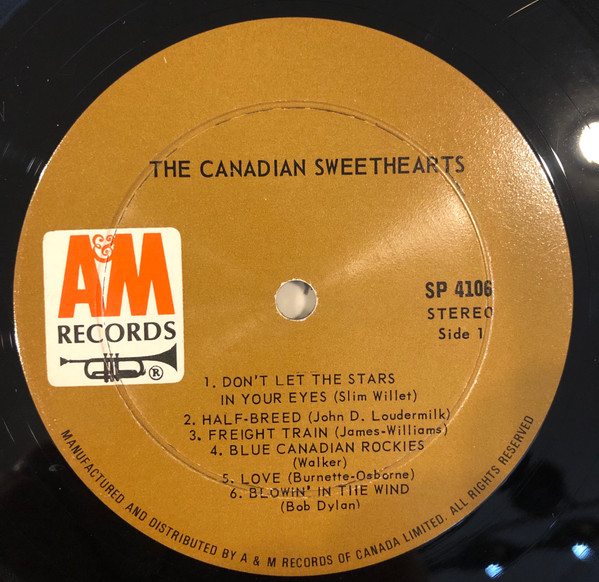 THE CANADIAN SWEETHEARTS
A&M
RECORDS
®
SP 4106
STEREO
Side 1
1. DON'T LET THE STARS
IN YOUR EYES (Slim Willet)
2. HALF-BREED (John D. Loudermilk)
3. FREIGHT TRAIN (James-Williams)
4. BLUE CANADIAN ROCKIES
(Walker)
5. LOVE (Burnette-Osborne)
6. BLOWIN' IN THE WIND
(Bob Dylan)
MANUFACTURED AND DISTRIBUTED BY A & M RECORDS OF CANADA LIMITED. ALL RIGHTS RESERVED